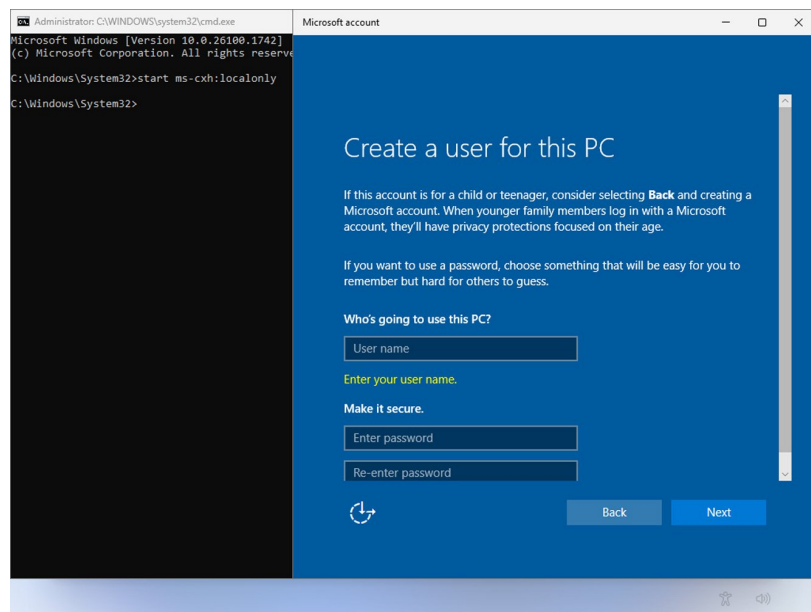 Administrator: C:\WINDOWS\system32\cmd.exe
Microsoft Windows [Version 10.0.26100.1742]
(c) Microsoft Corporation. All rights reserve
C:\Windows\System32>start ms-cxh:localonly
C:\Windows\System32>
Microsoft account
Create a user for this PC
If this account is for a child or teenager, consider selecting Back and creating a
Microsoft account. When younger family members log in with a Microsoft
account, they'll have privacy protections focused on their age.
If you want to use a password, choose something that will be easy for you to
remember but hard for others to guess.
Who's going to use this PC?
User name
Enter your user name.
Make it secure.
Enter password
Re-enter password
Back
Next